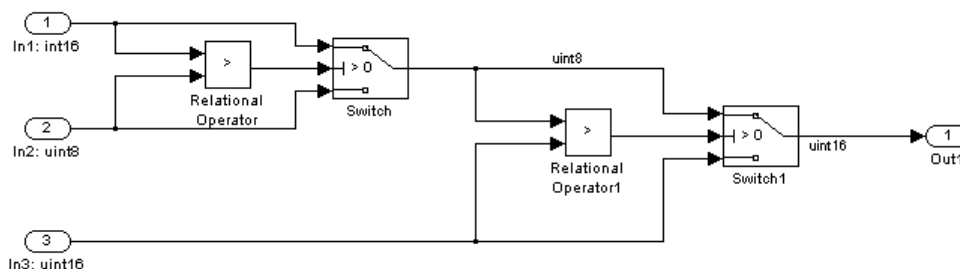 1
In1: int16
>
Relational
Operator
> 0
Switch
uint8
2
In2: uint8
>
Relational
Operator1
> 0
Switch1
uint16
1
Out1
3
In3: uint16